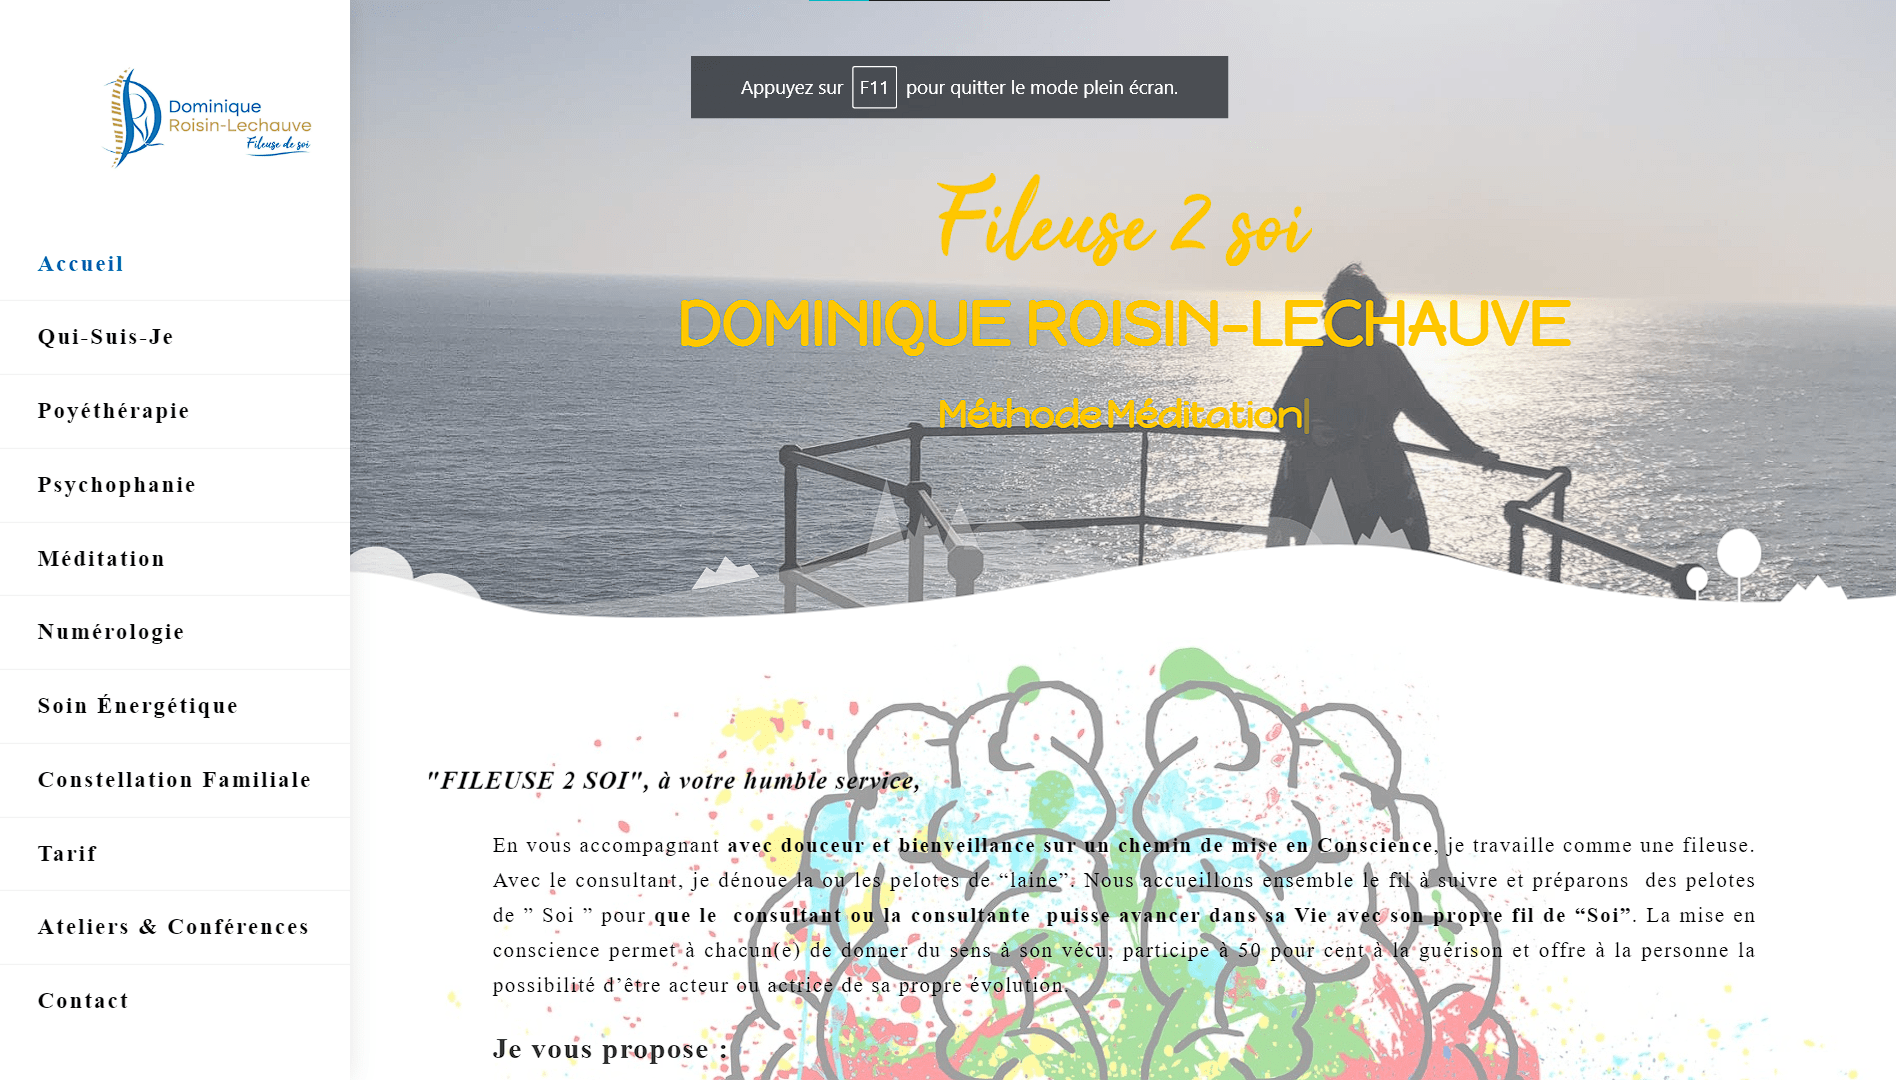 Dominique
Roisin-Lechauve
Fileuse de soi
Accueil
Qui-Suis-Je
Poyéthérapie
Psychophanie
Méditation
Numérologie
Soin Énergétique
Constellation Familiale
Tarif
Ateliers & Conférences
Contact
Appuyez sur F11 pour quitter le mode plein écran.
Fileuse 2 soi
DOMINIQUE ROISIN-LECHAUVE
Méthode Méditation|
"FILEUSE 2 SOI", à votre humble service,
En vous accompagnant avec douceur et bienveillance sur un chemin de mise en Conscience, je travaille comme une fileuse.
Avec le consultant, je dénoue la ou les pelotes de “laine”. Nous accueillons ensemble le fil à suivre et préparons des pelotes
de ” Soi ” pour que le consultant ou la consultante puisse avancer dans sa Vie avec son propre fil de “Soi”. La mise en
conscience permet à chacun(e) de donner du sens à son vécu, participe à 50 pour cent à la guérison et offre à la personne la
possibilité d’être acteur ou actrice de sa propre évolution.
Je vous propose :